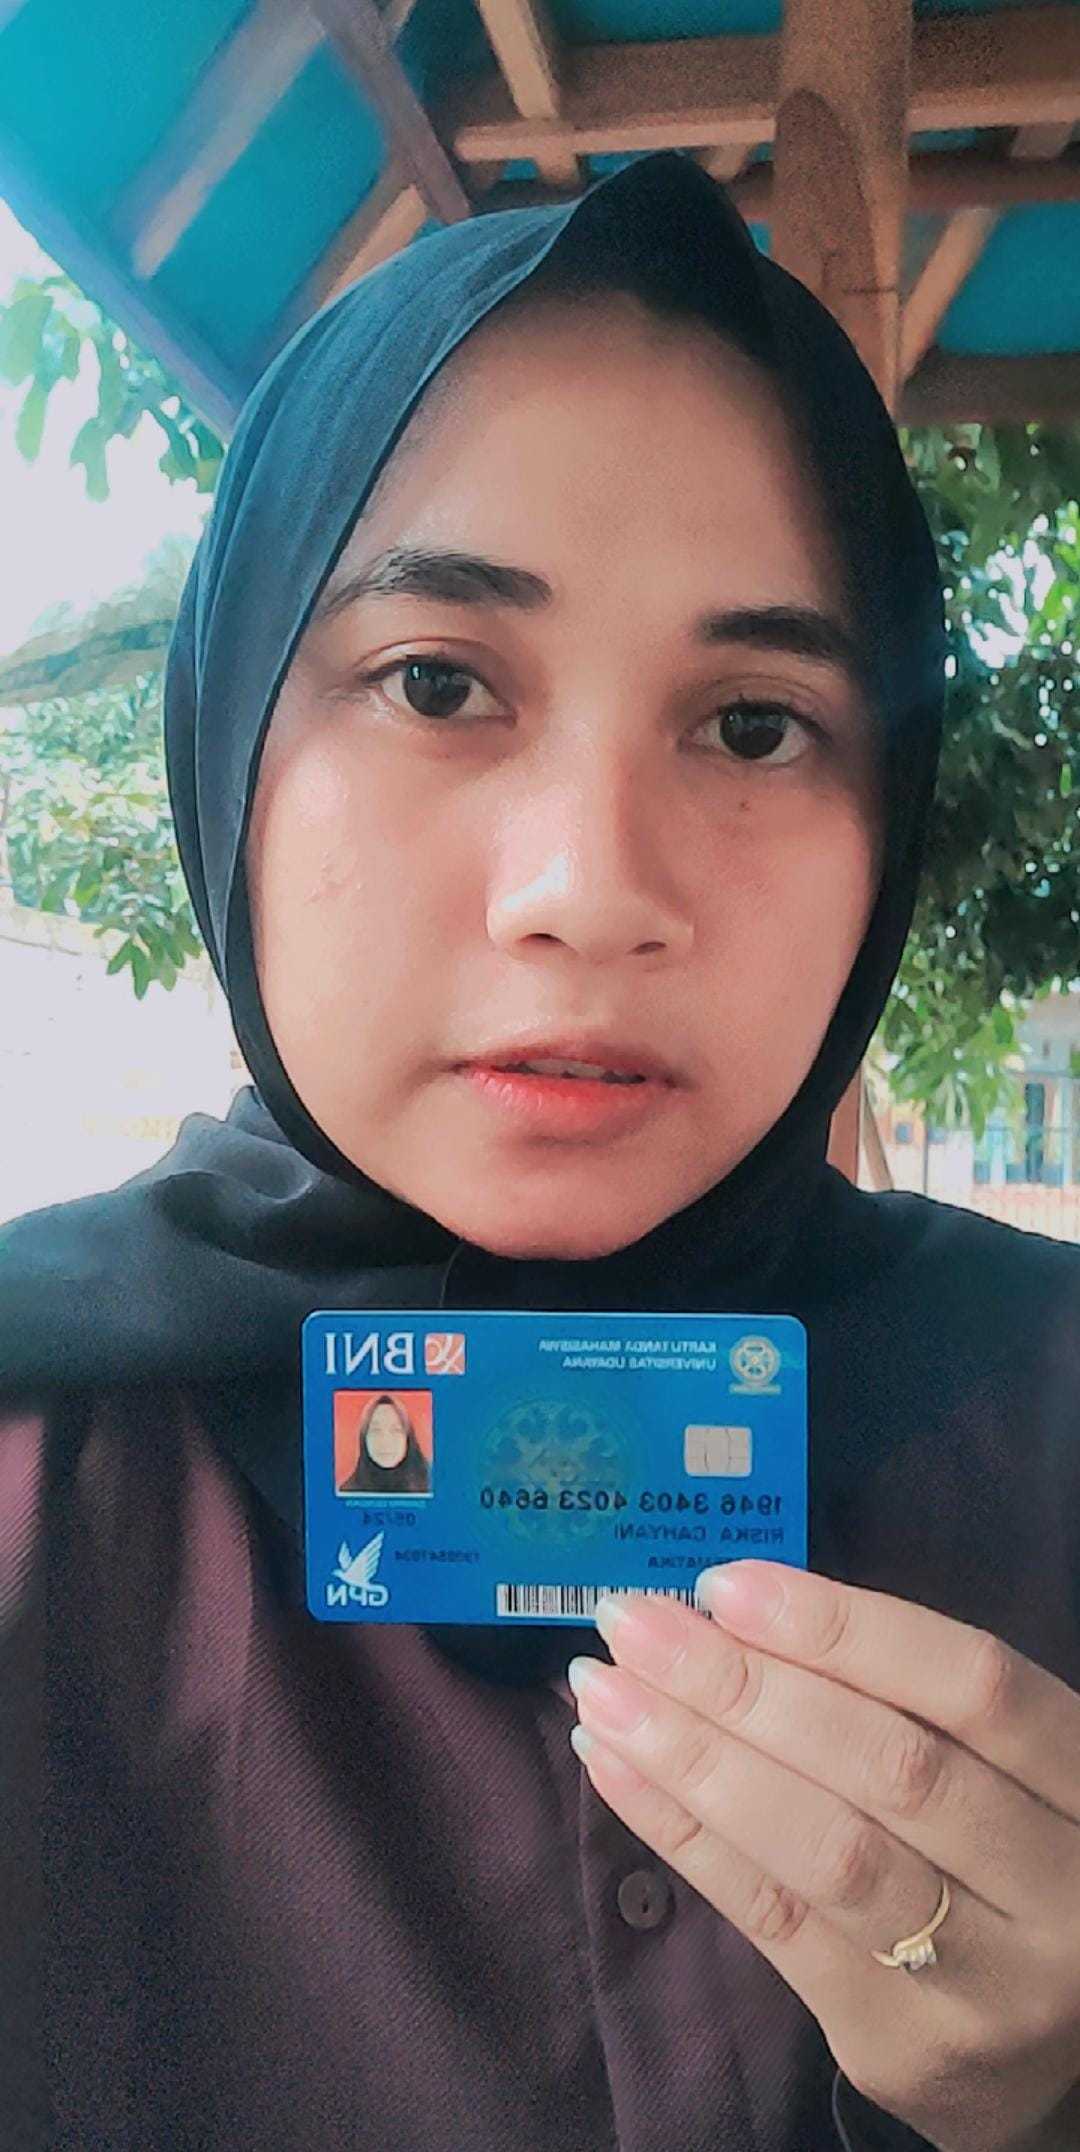 KARTU TANDA MAHASISWA
UNIVERSITAS UDAYANA
BNI
1946 3403 4023 6640
RISKA CAHYANI
05/24
GPN